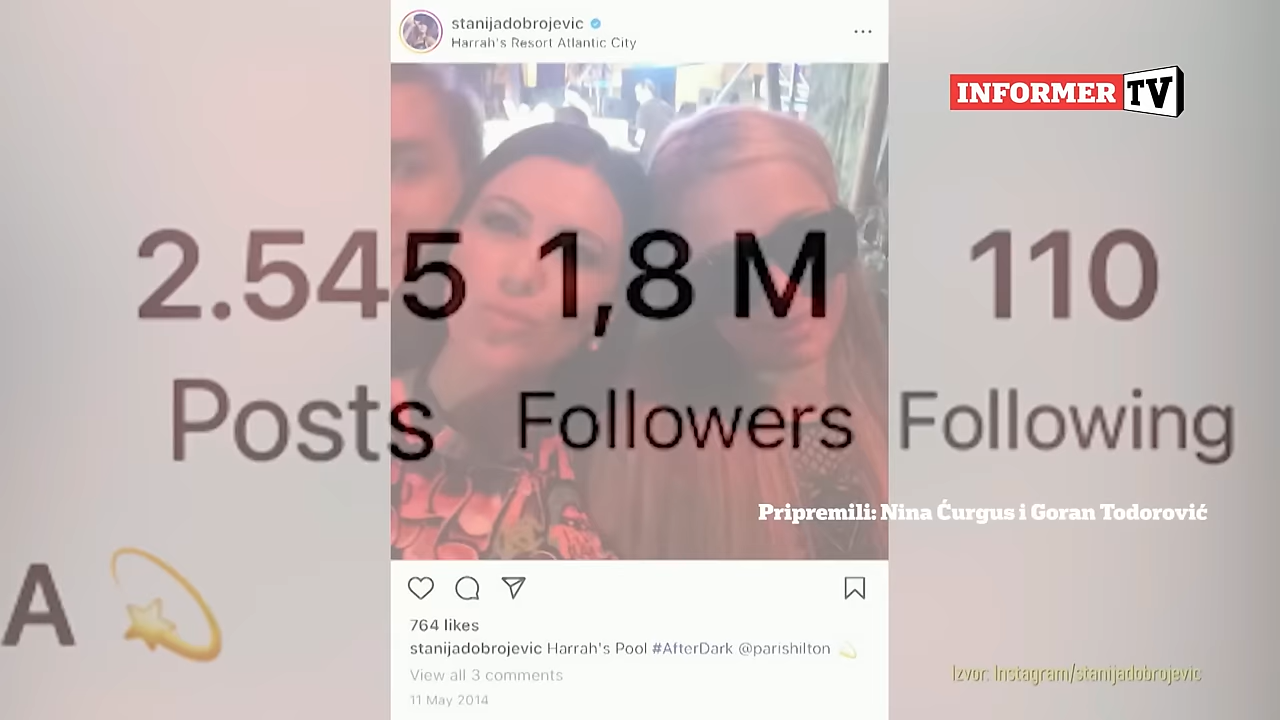 stanijadobrojevic
Harrah's Resort Atlantic City
INFORMER TV
2.545 1,8 M 110
Posts Followers Following
Pripremili: Nina Ćurgus i Goran Todorović
A
764 likes
stanijadobrojevic Harrah's Pool #AfterDark @parishilton
View all 3 comments
11 May 2014
Izvor: Instagram/stanijadobrojevic